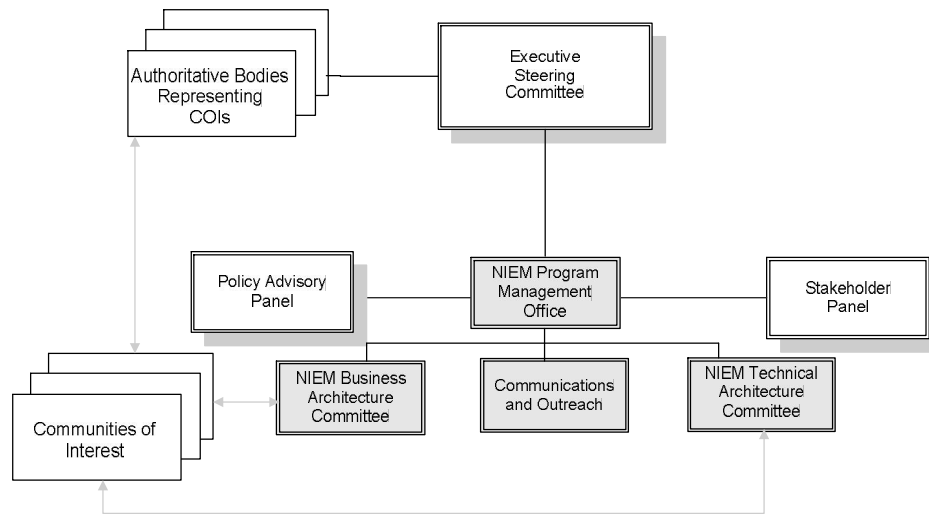 Authoritative Bodies
Representing
COIs
Executive
Steering
Committee
Policy Advisory
Panel
NIEM Program
Management
Office
Stakeholder
Panel
NIEM Business
Architecture
Committee
Communications
and Outreach
NIEM Technical
Architecture
Committee
Communities of
Interest